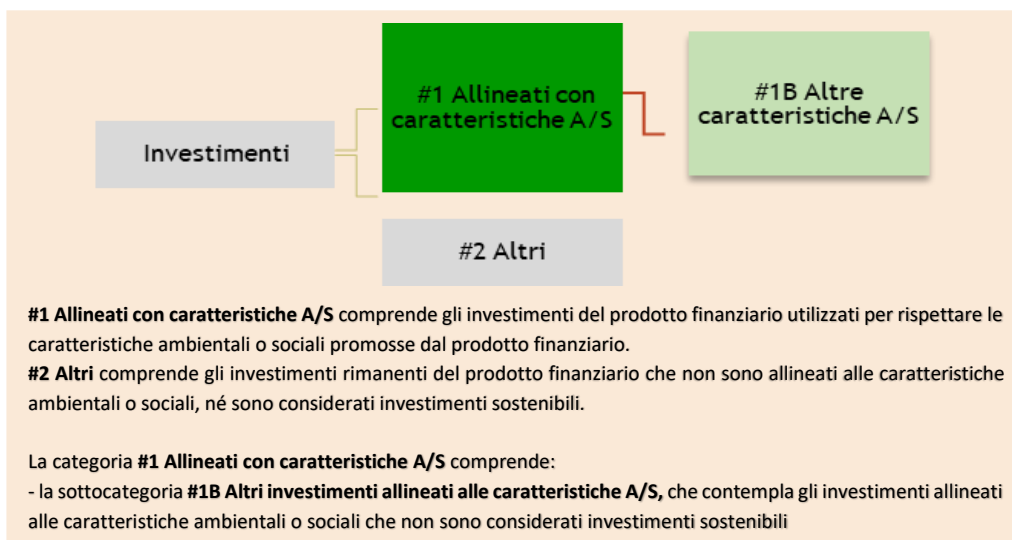 #1 Allineati con
caratteristiche A/S
#1B Altre
caratteristiche A/S
Investimenti
#2 Altri
#1 Allineati con caratteristiche A/S comprende gli investimenti del prodotto finanziario utilizzati per rispettare le
caratteristiche ambientali o sociali promosse dal prodotto finanziario.
#2 Altri comprende gli investimenti rimanenti del prodotto finanziario che non sono allineati alle caratteristiche
ambientali o sociali, né sono considerati investimenti sostenibili.
La categoria #1 Allineati con caratteristiche A/S comprende:
- la sottocategoria #1B Altri investimenti allineati alle caratteristiche A/S, che contempla gli investimenti allineati
alle caratteristiche ambientali o sociali che non sono considerati investimenti sostenibili